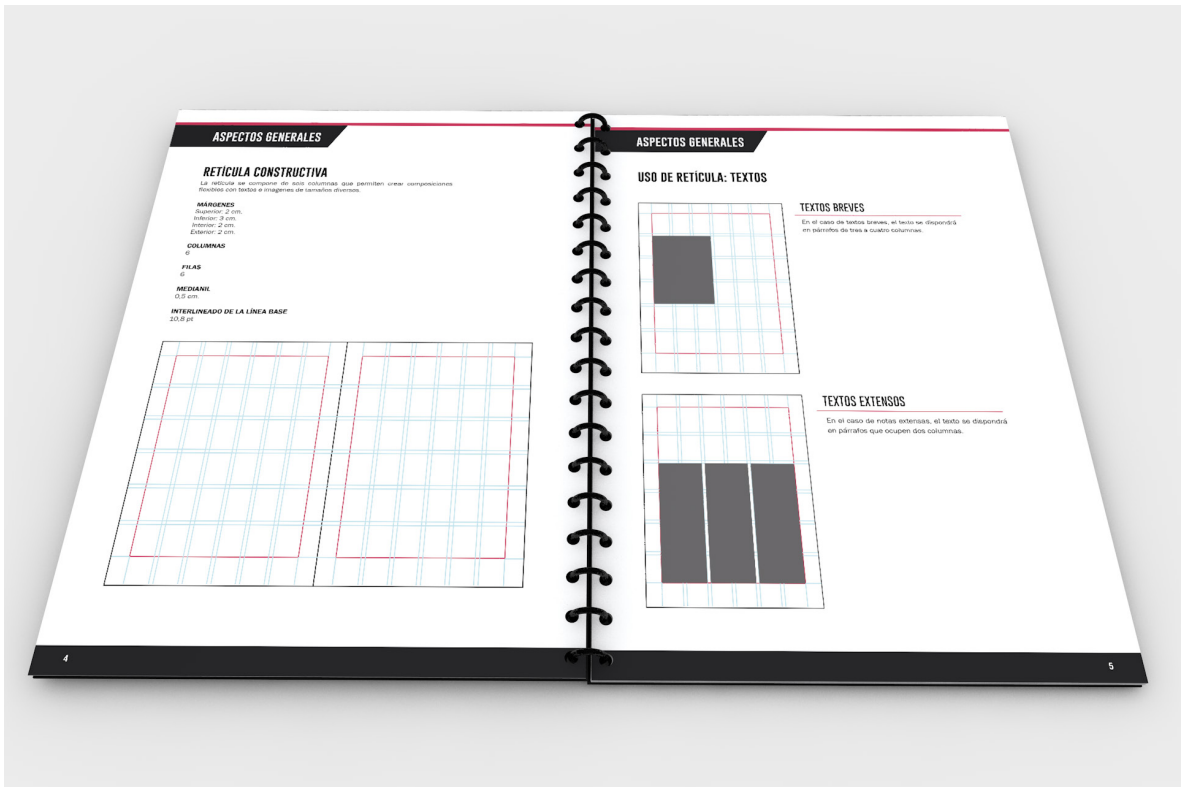 ASPECTOS GENERALES
RETÍCULA CONSTRUCTIVA
La retícula se compone de seis columnas que permiten crear composiciones
flexibles con textos e imágenes de tamaños diversos.
MÁRGENES
Superior: 2 cm.
Inferior: 3 cm.
Interior: 2 cm.
Exterior: 2 cm.
COLUMNAS
6
FILAS
6
MEDIANIL
0,5 cm.
INTERLINEADO DE LA LÍNEA BASE
10,8 pt
4
ASPECTOS GENERALES
USO DE RETÍCULA: TEXTOS
TEXTOS BREVES
En el caso de textos breves, el texto se dispondrá
en párrafos de tres a cuatro columnas.
TEXTOS EXTENSOS
En el caso de notas extensas, el texto se dispondrá
en párrafos que ocupen dos columnas.
5